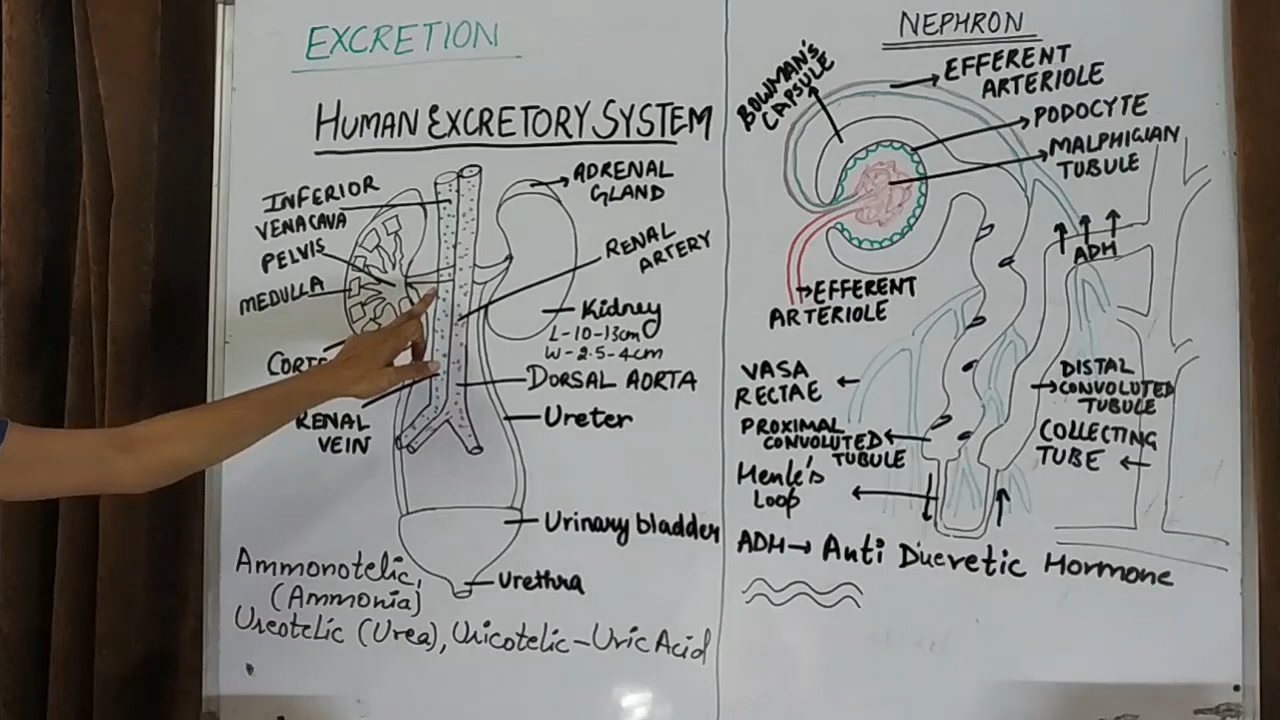 EXCRETION
HUMAN EXCRETORY SYSTEM
INFERIOR
VENACAVA
PELVIS
MEDULLA
RENAL
VEIN
ADRENAL
GLAND
RENAL
ARTERY
Kidney
L-10-13cm
W-2.5-4cm
DORSAL AORTA
Ureter
Urinary bladder
Urethra
Ammonotelic,
(Ammonia)
Ureotelic (Urea), Uricotelic - Uric Acid
NEPHRON
BOWMAN'S
CAPSULE
EFFERENT
ARTERIOLE
PODOCYTE
MALPHIGIAN
TUBULE
ADH
EFFERENT
ARTERIOLE
VASA
RECTAE
PROXIMAL
CONVOLUTED
TUBULE
Henle's
Loop
DISTAL
CONVOLUTED
TUBULE
COLLECTING
TUBE
ADH → Anti Diucretic Hormone